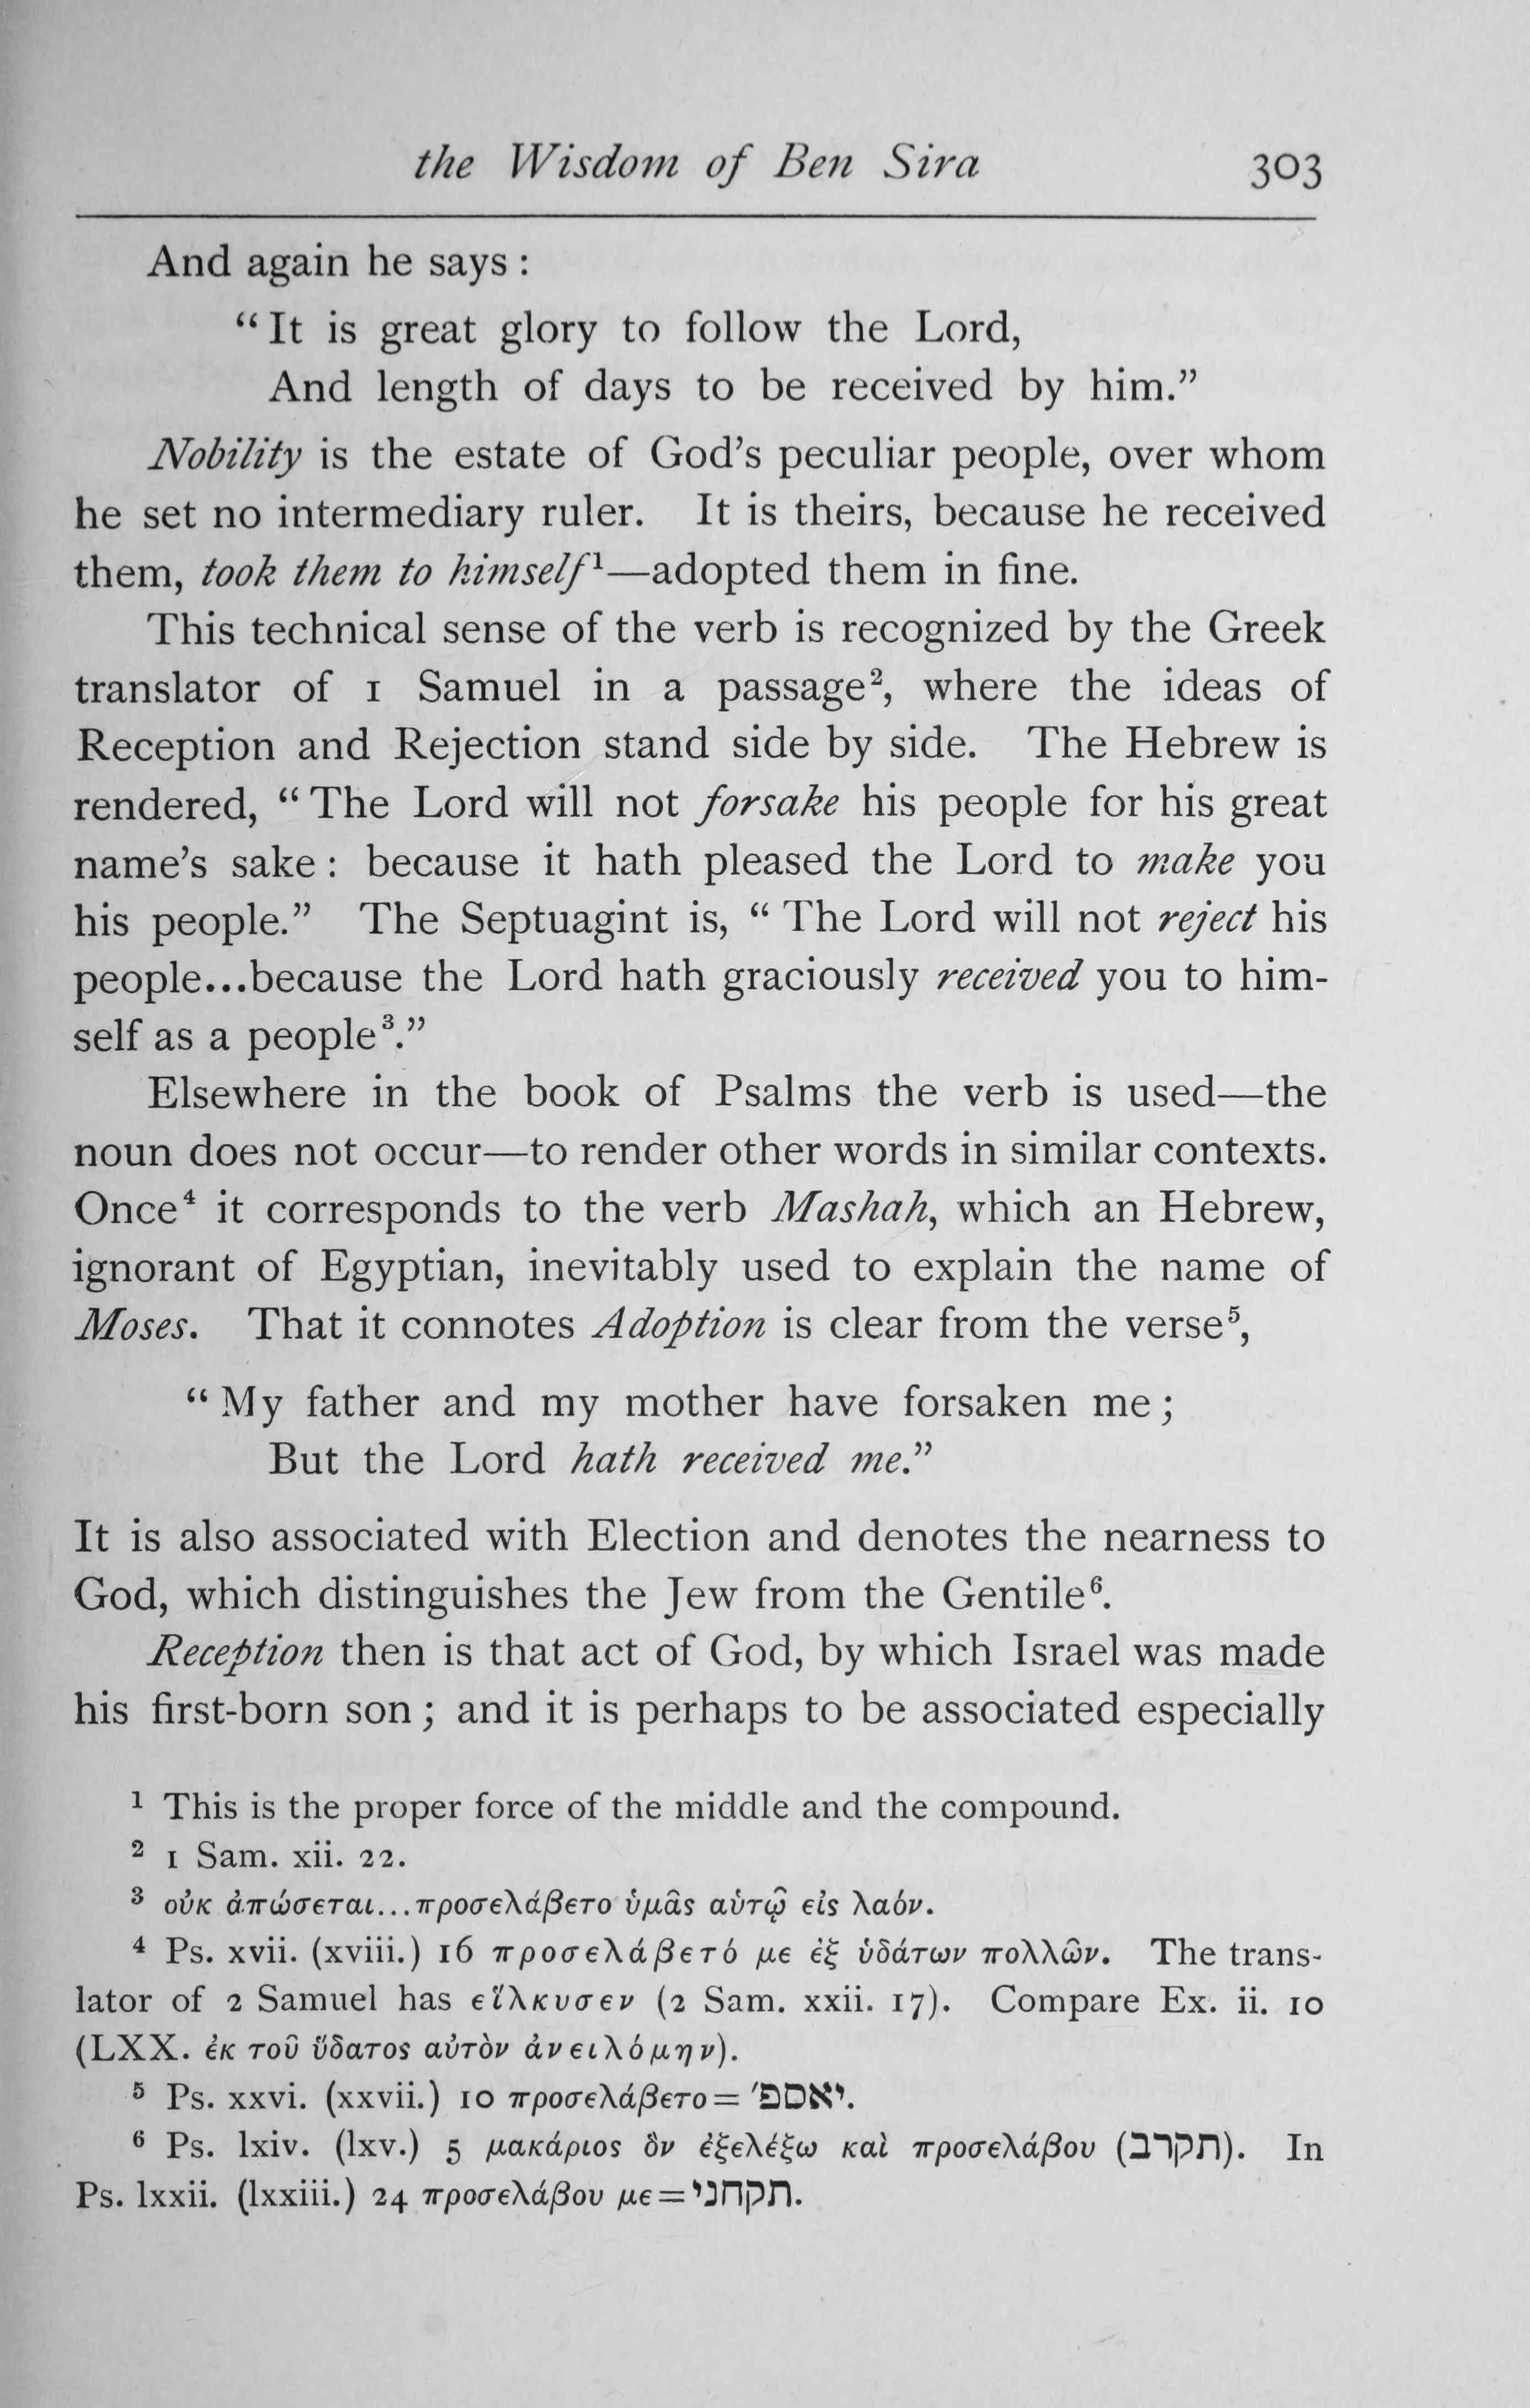 the Wisdom of Ben Sira 303
And again he says :
“ It is great glory to follow the Lord,
And length of days to be received by him.”
Nobility is the estate of God’s peculiar people, over whom
he set no intermediary ruler. It is theirs, because he received
them, took them to himself¹—adopted them in fine.
This technical sense of the verb is recognized by the Greek
translator of 1 Samuel in a passage², where the ideas of
Reception and Rejection stand side by side. The Hebrew is
rendered, “ The Lord will not forsake his people for his great
name’s sake : because it hath pleased the Lord to make you
his people.” The Septuagint is, “ The Lord will not reject his
people...because the Lord hath graciously received you to him-
self as a people³.”
Elsewhere in the book of Psalms the verb is used—the
noun does not occur—to render other words in similar contexts.
Once⁴ it corresponds to the verb Mashah, which an Hebrew,
ignorant of Egyptian, inevitably used to explain the name of
Moses. That it connotes Adoption is clear from the verse⁵,
“ My father and my mother have forsaken me ;
But the Lord hath received me.”
It is also associated with Election and denotes the nearness to
God, which distinguishes the Jew from the Gentile⁶.
Reception then is that act of God, by which Israel was made
his first-born son ; and it is perhaps to be associated especially
¹ This is the proper force of the middle and the compound.
² 1 Sam. xii. 22.
³ οὐκ ἀπώσεται...προσελάβετο ὑμᾶς αὑτῷ εἰς λαόν.
⁴ Ps. xvii. (xviii.) 16 προσελάβετό με ἐξ ὑδάτων πολλῶν. The trans-
lator of 2 Samuel has εἵλκυσεν (2 Sam. xxii. 17). Compare Ex. ii. 10
(LXX. ἐκ τοῦ ὕδατος αὐτὸν ἀνειλόμην).
⁵ Ps. xxvi. (xxvii.) 10 προσελάβετο = יאספ׳.
⁶ Ps. lxiv. (lxv.) 5 μακάριος ὃν ἐξελέξω καὶ προσελάβου (תקרב). In
Ps. lxxii. (lxxiii.) 24 προσελάβου με = תקחני.